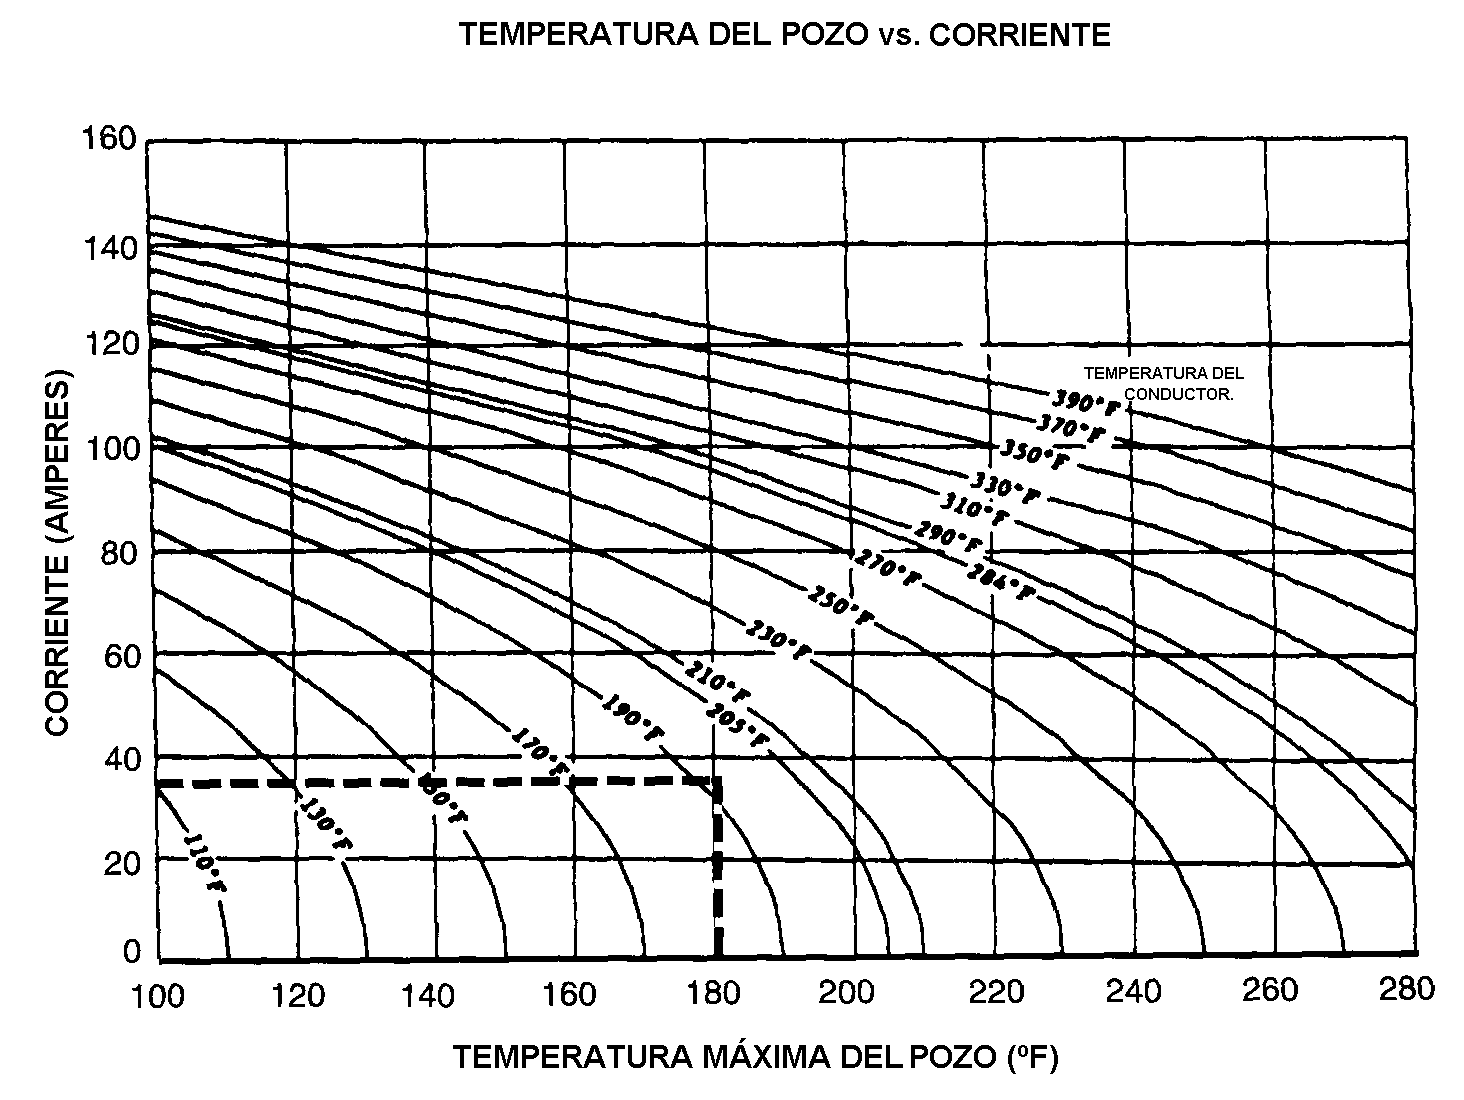 TEMPERATURA DEL POZO vs. CORRIENTE
160
140
120
100
80
60
40
20
0
CORRIENTE (AMPERES)
TEMPERATURA DEL
CONDUCTOR.
390°F
370°F
350°F
330°F
310°F
290°F
284°F
270°F
250°F
230°F
210°F
205°F
190°F
170°F
50°F
130°F
110°F
100 120 140 160 180 200 220 240 260 280
TEMPERATURA MÁXIMA DEL POZO (ºF)